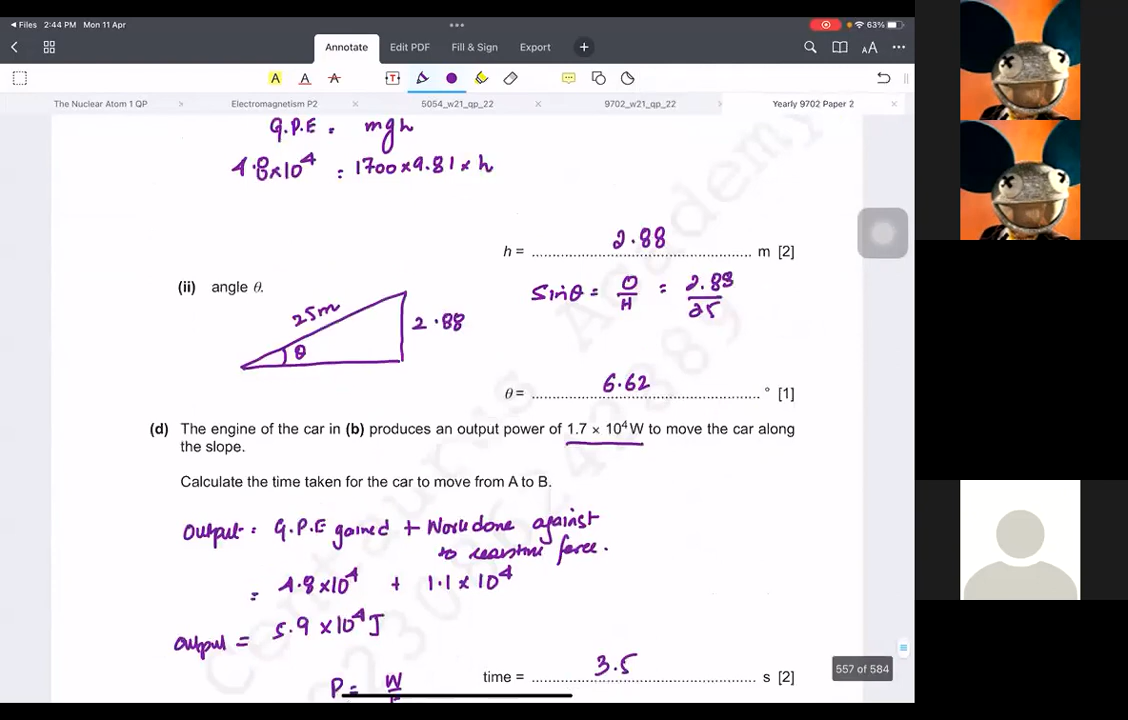 Files 2:44 PM Mon 11 Apr 63%
Annotate Edit PDF Fill & Sign Export
The Nuclear Atom 1 QP Electromagnetism P2 5054_w21_qp_22 9702_w21_qp_22 Yearly 9702 Paper 2
G.P.E = mgh
4.8×10⁴ = 1700×9.81×h
h = 2.88 m [2]
(ii) angle θ.
sinθ = O/H = 2.88/25
25m
2.88
θ
θ = 6.62 ° [1]
(d) The engine of the car in (b) produces an output power of 1.7 × 10⁴ W to move the car along
the slope.
Calculate the time taken for the car to move from A to B.
Output = G.P.E gained + Work done against
to resistive force.
= 4.8×10⁴ + 1.1×10⁴
Output = 5.9×10⁴J
time = 3.5 s [2]
P = W
557 of 584
Centaurus Academy